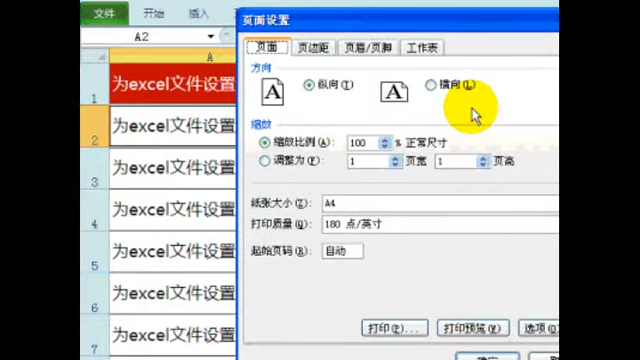 文件 开始 插入
页面设置
A2
页面 页边距 页眉/页脚 工作表
A
方向
1 为excel文件设置
A 纵向(T) A 横向(L)
2 为excel文件设置
缩放
缩放比例(A): 100 % 正常尺寸
调整为(F): 1 页宽 1 页高
3 为excel文件设置
纸张大小(Z): A4
4 为excel文件设置
打印质量(Q): 180 点/英寸
起始页码(R): 自动
5 为excel文件设置
6 为excel文件设置
打印(P)... 打印预览(W) 选项(O)
7 为excel文件设置